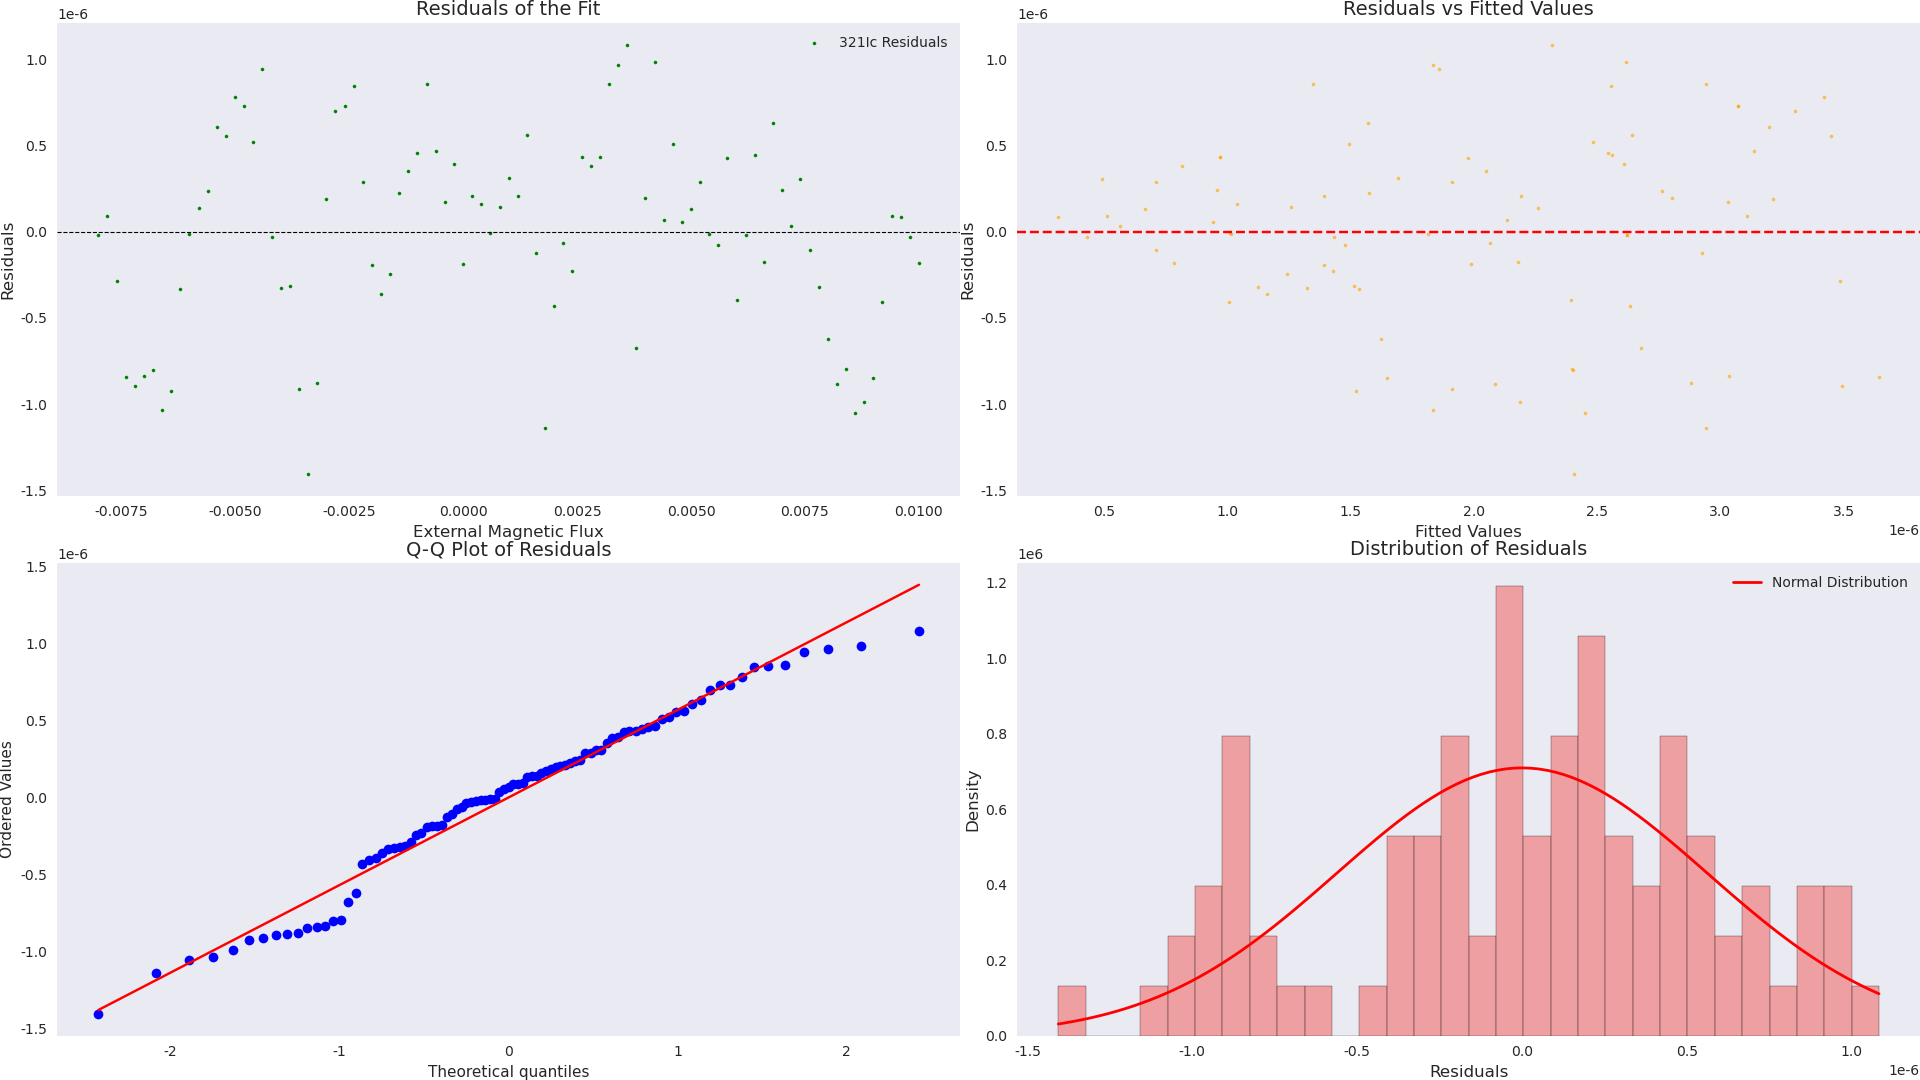 Residuals of the Fit
1e-6
321Ic Residuals
1.0
0.5
0.0
-0.5
-1.0
-1.5
Residuals
-0.0075 -0.0050 -0.0025 0.0000 0.0025 0.0050 0.0075 0.0100
External Magnetic Flux
Residuals vs Fitted Values
1e-6
1.0
0.5
0.0
-0.5
-1.0
-1.5
Residuals
0.5 1.0 1.5 2.0 2.5 3.0 3.5
1e-6
Fitted Values
Q-Q Plot of Residuals
1e-6
1.5
1.0
0.5
0.0
-0.5
-1.0
-1.5
Ordered Values
-2 -1 0 1 2
Theoretical quantiles
Distribution of Residuals
1e6
Normal Distribution
1.2
1.0
0.8
0.6
0.4
0.2
0.0
Density
-1.5 -1.0 -0.5 0.0 0.5 1.0
1e-6
Residuals